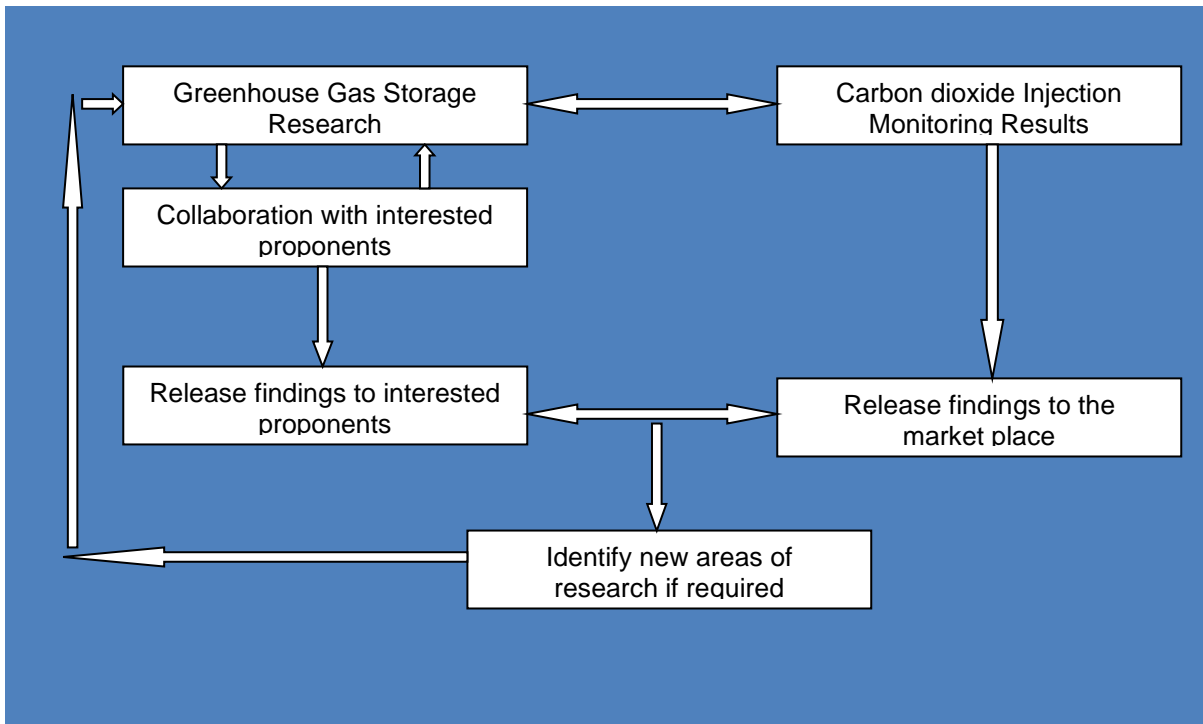 Greenhouse Gas Storage
Research
Carbon dioxide Injection
Monitoring Results
Collaboration with interested
proponents
Release findings to interested
proponents
Release findings to the
market place
Identify new areas of
research if required